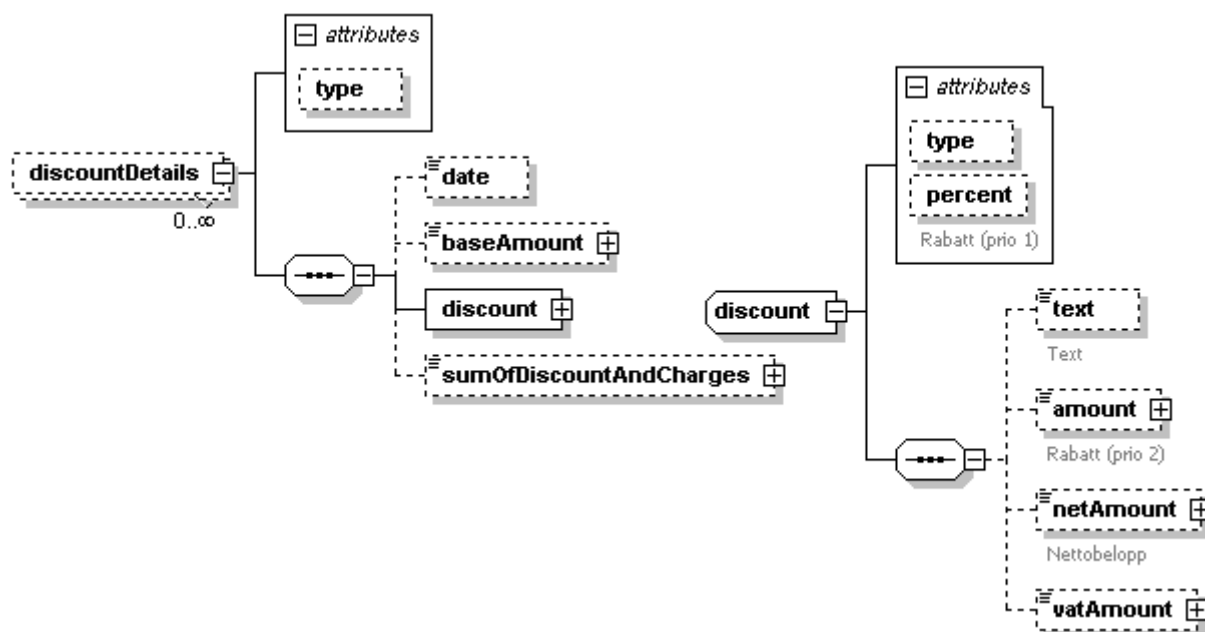 attributes
type
discountDetails
0..∞
date
baseAmount
discount
sumOfDiscountAndCharges
attributes
type
percent
Rabatt (prio 1)
discount
text
Text
amount
Rabatt (prio 2)
netAmount
Nettobelopp
vatAmount